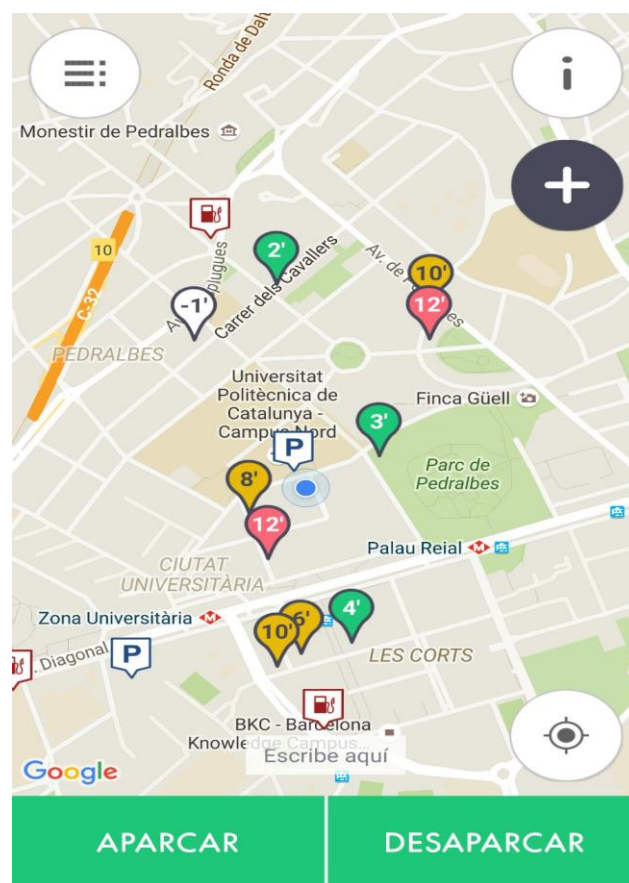 Ronda de Dalt
Monestir de Pedralbes
10
C-32
2'
-1'
Carrer dels Cavallers
Av. de
10'
12'
PEDRALBES
Universitat
Politècnica de
Catalunya -
Campus Nord
Finca Güell
3'
P
Parc de
Pedralbes
8'
12'
Palau Reial
M
CIUTAT
UNIVERSITÀRIA
Zona Universitària
M
4'
6'
10'
P
Diagonal
LES CORTS
BKC - Barcelona
Knowledge Campus...
Escribe aquí
Google
APARCAR
DESAPARCAR